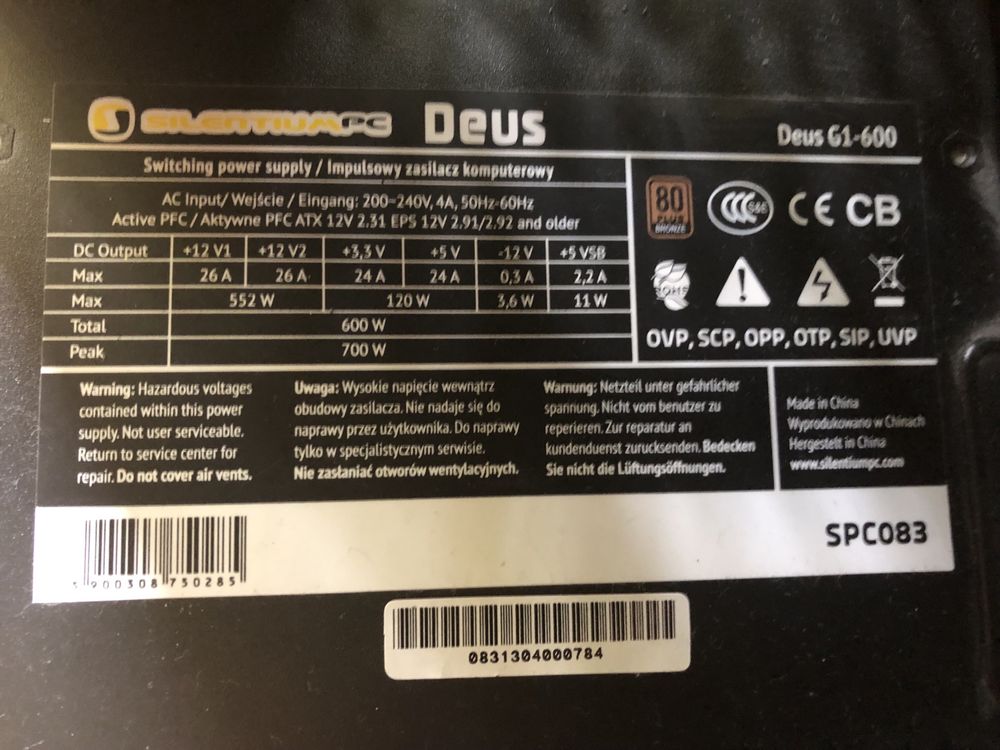 SILENTIUMPC Deus
Deus G1-600
Switching power supply / Impulsowy zasilacz komputerowy
AC Input/ Wejście / Eingang: 200-240V, 4A, 50Hz-60Hz
Active PFC / Aktywne PFC ATX 12V 2.31 EPS 12V 2.91/2.92 and older
DC Output +12 V1 +12 V2 +3,3 V +5 V -12 V +5 VSB
Max 26 A 26 A 24 A 24 A 0,3 A 2,2 A
Max 552 W 120 W 3,6 W 11 W
Total 600 W
Peak 700 W
80
PLUS
BRONZE
CCC S&E CE CB
ROHS
OVP, SCP, OPP, OTP, SIP, UVP
Warning: Hazardous voltages
contained within this power
supply. Not user serviceable.
Return to service center for
repair. Do not cover air vents.
Uwaga: Wysokie napięcie wewnątrz
obudowy zasilacza. Nie nadaje się do
naprawy przez użytkownika. Do naprawy
tylko w specjalistycznym serwisie.
Nie zasłaniać otworów wentylacyjnych.
Warnung: Netzteil unter gefährlicher
spannung. Nicht vom benutzer zu
reperieren. Zur reparatur an
kundenduenst zurucksenden. Bedecken
Sie nicht die Lüftungsöffnungen.
Made in China
Wyprodukowano w Chinach
Hergestelt in China
www.silentiumpc.com
SPC083
5 900308 750285
0831304000784